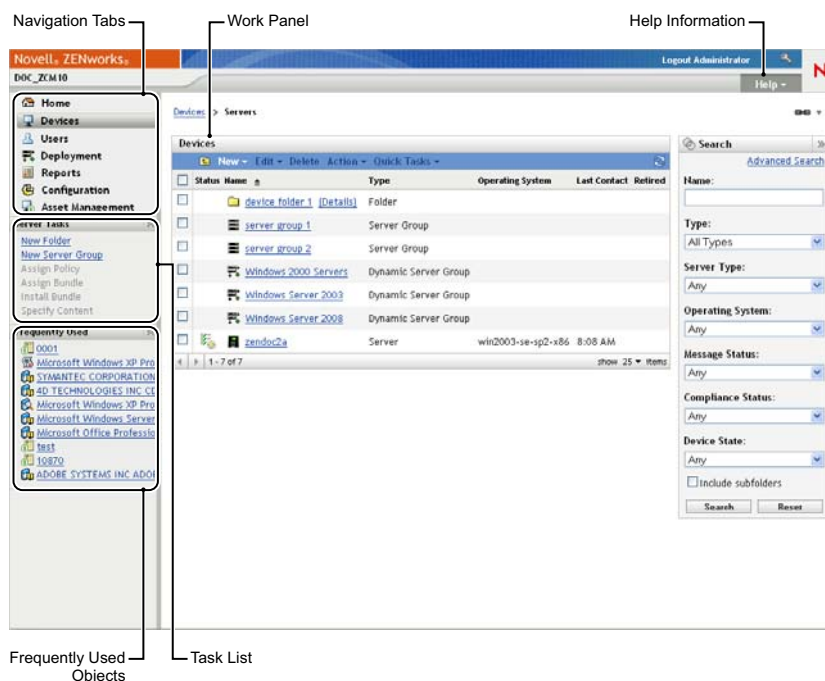 Navigation Tabs
Work Panel
Help Information
Novell® ZENworks®
Logout Administrator
DOC_ZCM10
Help
Home
Devices
Users
Deployment
Reports
Configuration
Asset Management
Devices > Servers
Server Tasks
New Folder
New Server Group
Assign Policy
Assign Bundle
Install Bundle
Specify Content
Frequently Used
0001
Microsoft Windows XP Pro
SYMANTEC CORPORATION
4D TECHNOLOGIES INC
Microsoft Windows XP Pro
Microsoft Windows Server
Microsoft Office Professio
test
10870
ADOBE SYSTEMS INC ADO
Devices
New Edit Delete Action Quick Tasks
Status Name Type Operating System Last Contact Retired
device folder 1 (Details) Folder
server group 1 Server Group
server group 2 Server Group
Windows 2000 Servers Dynamic Server Group
Windows Server 2003 Dynamic Server Group
Windows Server 2008 Dynamic Server Group
zendoc2a Server win2003-se-sp2-x86 8:08 AM
1 - 7 of 7 show 25 items
Search
Advanced Search
Name:
Type:
All Types
Server Type:
Any
Operating System:
Any
Message Status:
Any
Compliance Status:
Any
Device State:
Any
Include subfolders
Search Reset
Frequently Used
Objects
Task List